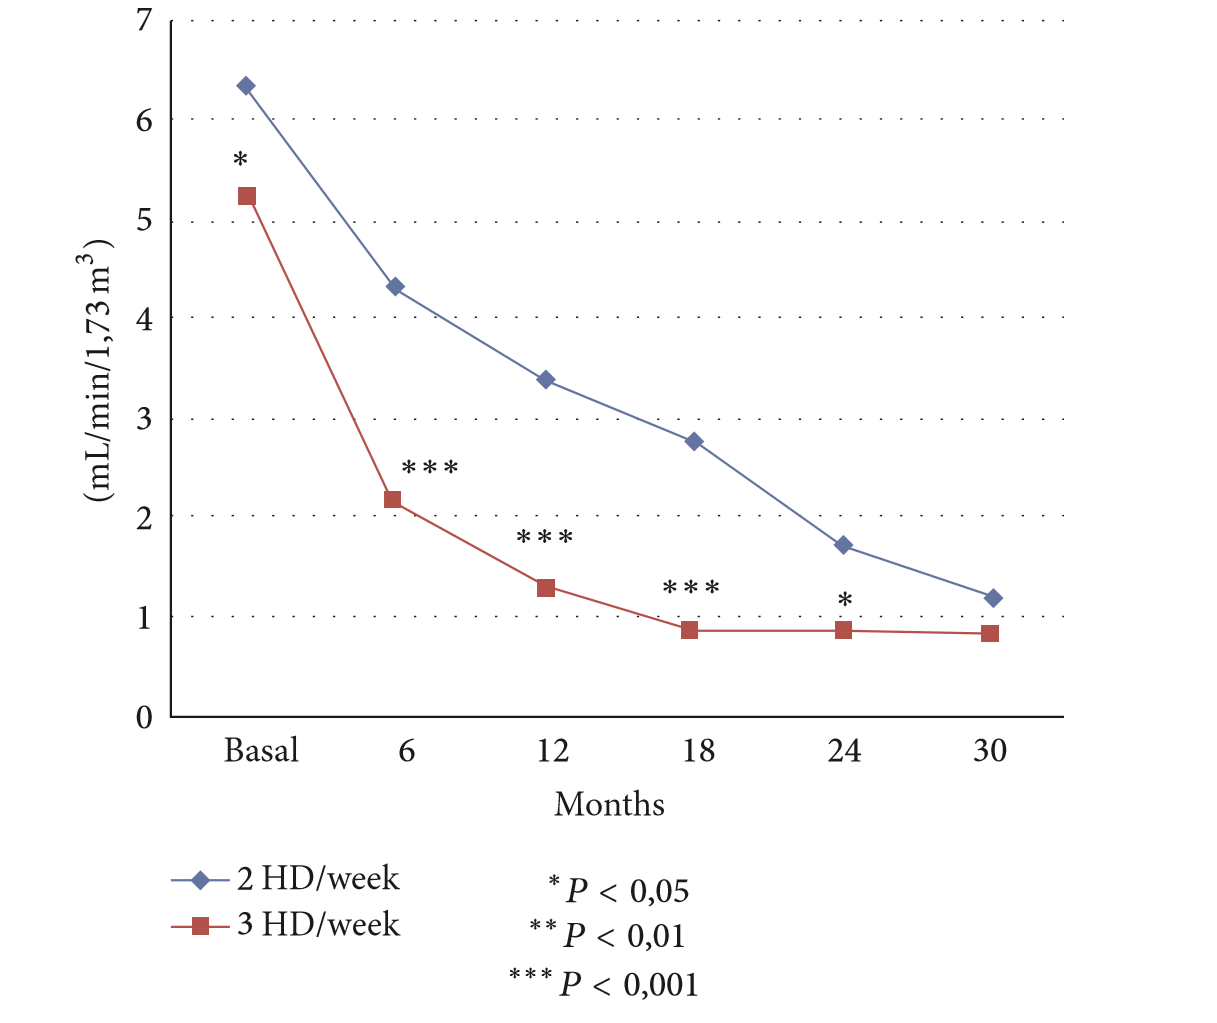 7
6
5
4
3
2
1
0
(mL/min/1,73 m³)
*
***
***
***
*
Basal 6 12 18 24 30
Months
2 HD/week
3 HD/week
* P < 0,05
** P < 0,01
*** P < 0,001